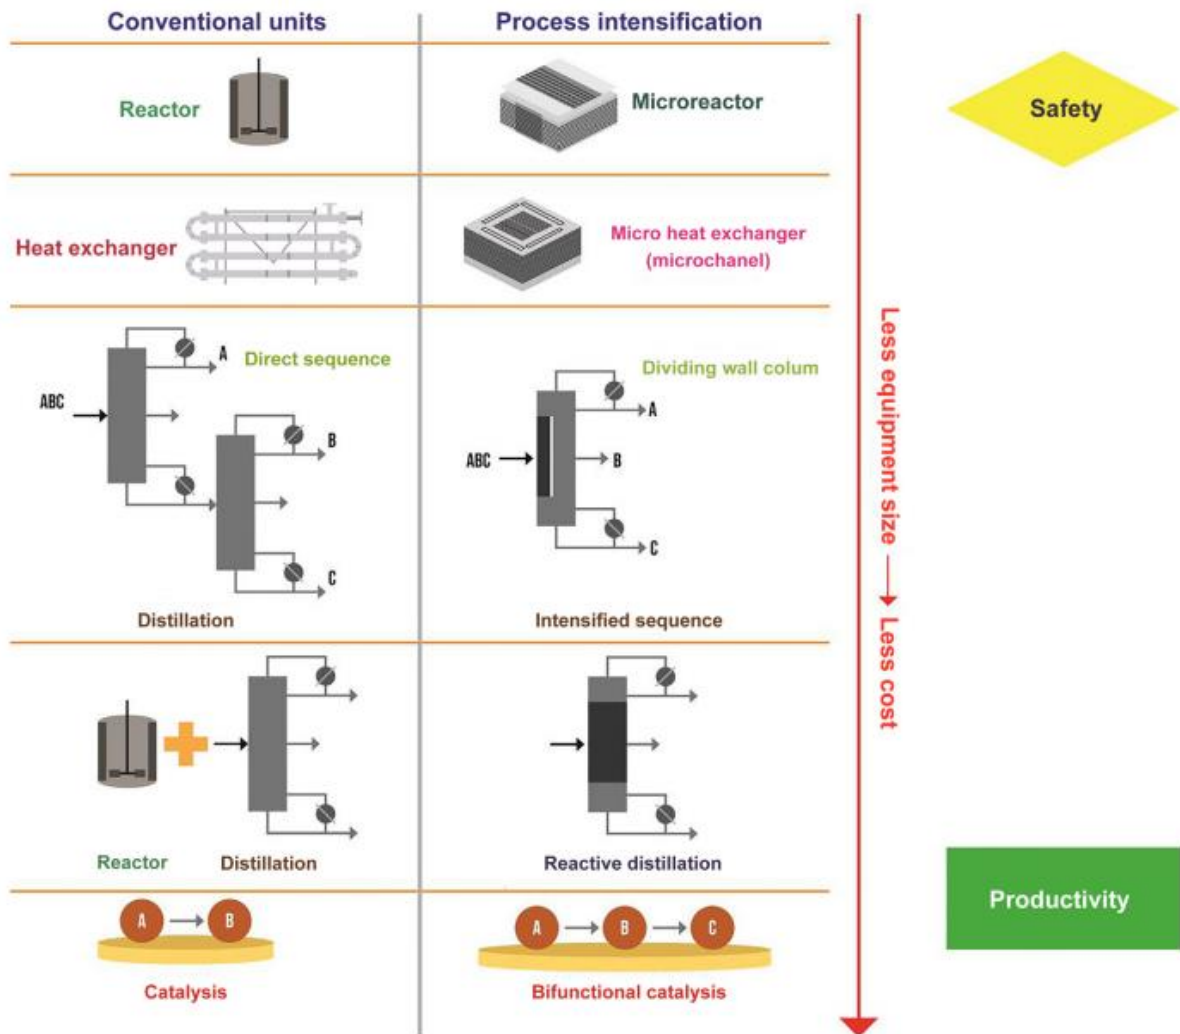 Conventional units
Process intensification
Reactor
Microreactor
Safety
Heat exchanger
Micro heat exchanger
(microchanel)
ABC
A
Direct sequence
B
C
Distillation
Dividing wall colum
ABC
A
B
C
Intensified sequence
Less equipment size
Less cost
Reactor
Distillation
Reactive distillation
Productivity
A
B
Catalysis
A
B
C
Bifunctional catalysis